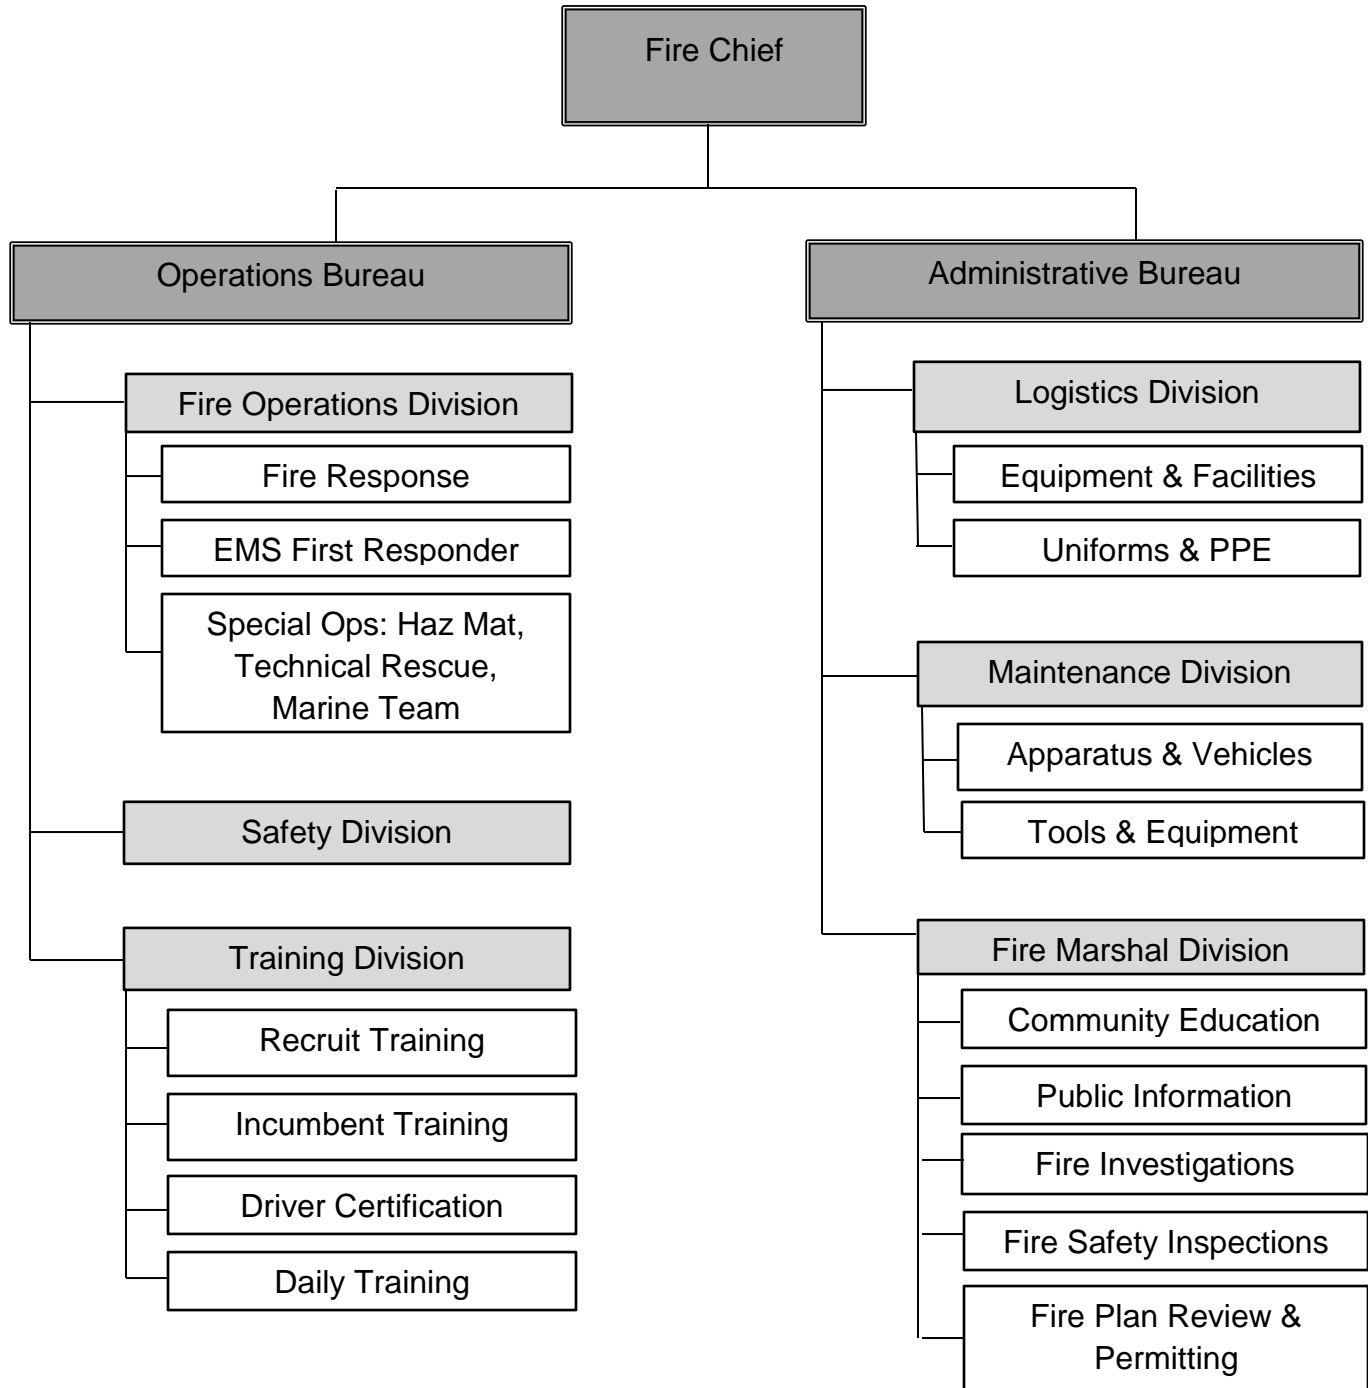 Fire Chief
Operations Bureau
Fire Operations Division
Fire Response
EMS First Responder
Special Ops: Haz Mat,
Technical Rescue,
Marine Team
Safety Division
Training Division
Recruit Training
Incumbent Training
Driver Certification
Daily Training
Administrative Bureau
Logistics Division
Equipment & Facilities
Uniforms & PPE
Maintenance Division
Apparatus & Vehicles
Tools & Equipment
Fire Marshal Division
Community Education
Public Information
Fire Investigations
Fire Safety Inspections
Fire Plan Review &
Permitting